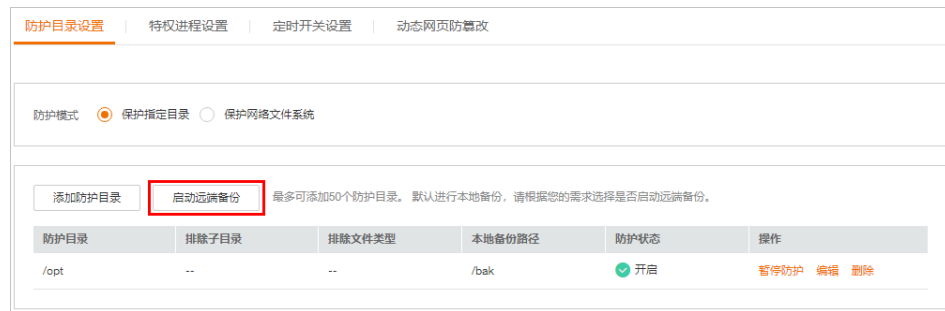 防护目录设置 特权进程设置 定时开关设置 动态网页防篡改
防护模式 保护指定目录 保护网络文件系统
添加防护目录 启动远端备份 最多可添加50个防护目录。 默认进行本地备份，请根据您的需求选择是否启动远端备份。
防护目录 排除子目录 排除文件类型 本地备份路径 防护状态 操作
/opt -- -- /bak 开启 暂停防护 编辑 删除